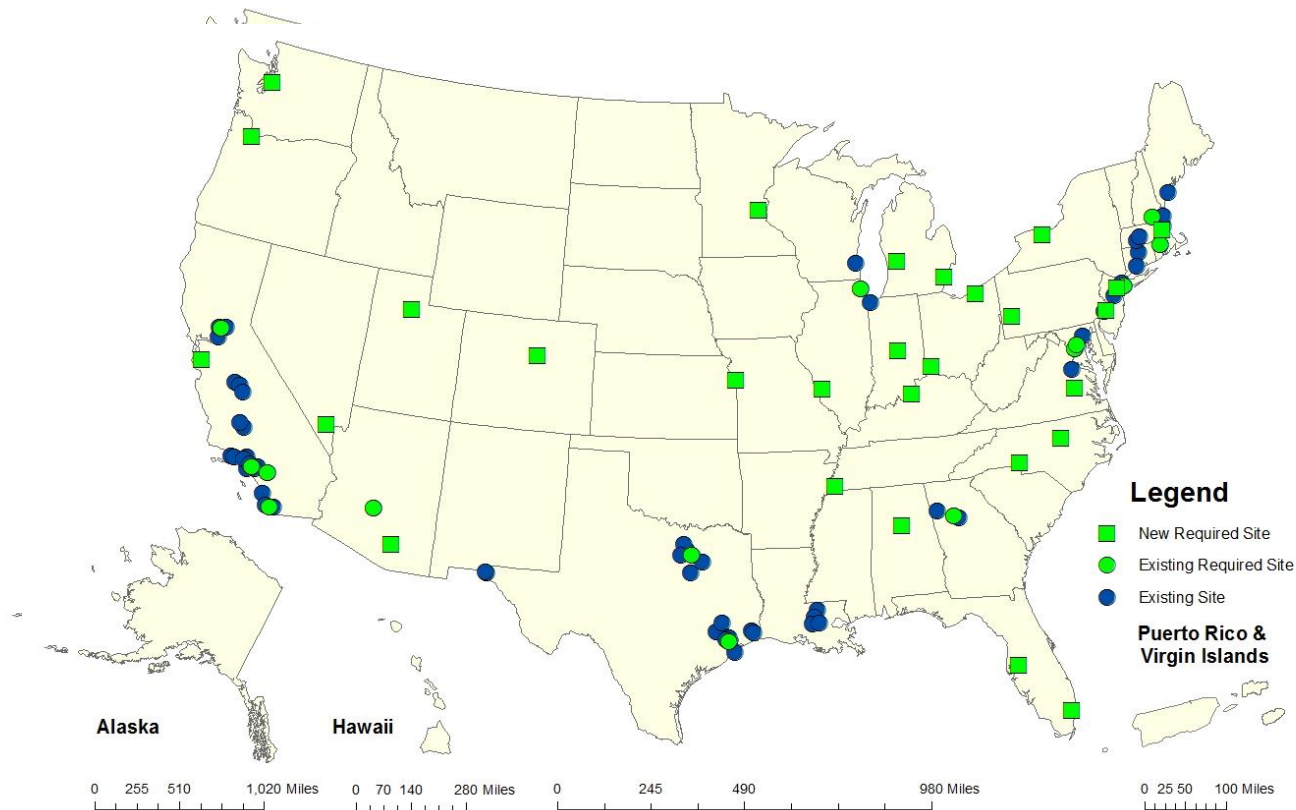 Legend
New Required Site
Existing Required Site
Existing Site
Puerto Rico &
Virgin Islands
Alaska
Hawaii
0 255 510 1,020 Miles
0 70 140 280 Miles
0 245 490 980 Miles
0 25 50 100 Miles